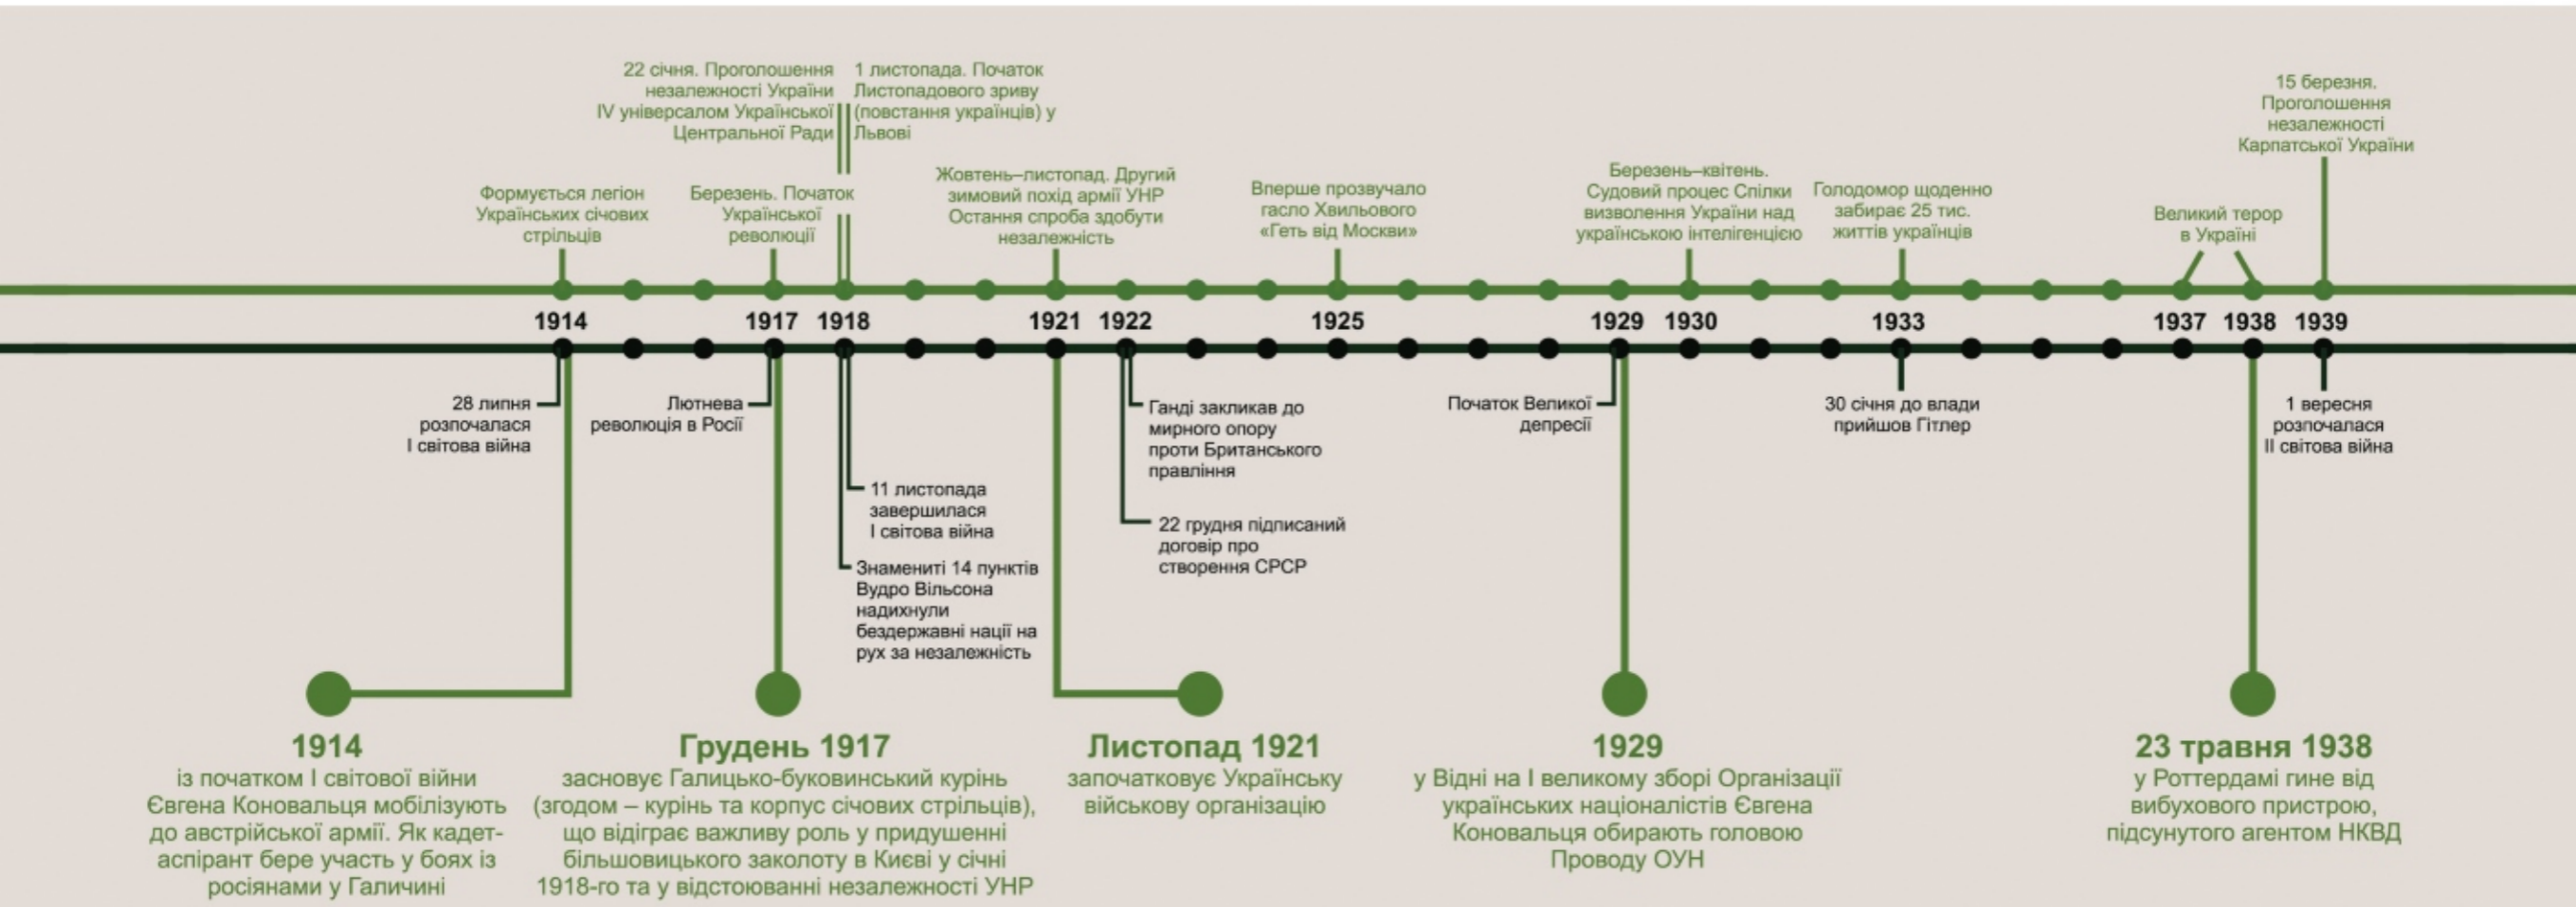 22 січня. Проголошення
незалежності України
IV універсалом Української
Центральної Ради
1 листопада. Початок
Листопадового зриву
(повстання українців) у
Львові
15 березня.
Проголошення
незалежності
Карпатської України
Формується легіон
Українських січових
стрільців
Березень. Початок
Української
революції
Жовтень–листопад. Другий
зимовий похід армії УНР
Остання спроба здобути
незалежність
Вперше прозвучало
гасло Хвильового
«Геть від Москви»
Березень–квітень.
Судовий процес Спілки
визволення України над
українською інтелігенцією
Голодомор щоденно
забирає 25 тис.
життів українців
Великий терор
в Україні
1914 1917 1918 1921 1922 1925 1929 1930 1933 1937 1938 1939
28 липня
розпочалася
І світова війна
Лютнева
революція в Росії
11 листопада
завершилася
І світова війна
Знамениті 14 пунктів
Вудро Вільсона
надихнули
бездержавні нації на
рух за незалежність
Ганді закликав до
мирного опору
проти Британського
правління
22 грудня підписаний
договір про
створення СРСР
Початок Великої
депресії
30 січня до влади
прийшов Гітлер
1 вересня
розпочалася
ІІ світова війна
1914
із початком І світової війни
Євгена Коновальця мобілізують
до австрійської армії. Як кадет-
аспірант бере участь у боях із
росіянами у Галичині
Грудень 1917
засновує Галицько-буковинський курінь
(згодом – курінь та корпус січових стрільців),
що відіграє важливу роль у придушенні
більшовицького заколоту в Києві у січні
1918-го та у відстоюванні незалежності УНР
Листопад 1921
започатковує Українську
військову організацію
1929
у Відні на І великому зборі Організації
українських націоналістів Євгена
Коновальця обирають головою
Проводу ОУН
23 травня 1938
у Роттердамі гине від
вибухового пристрою,
підсунутого агентом НКВД